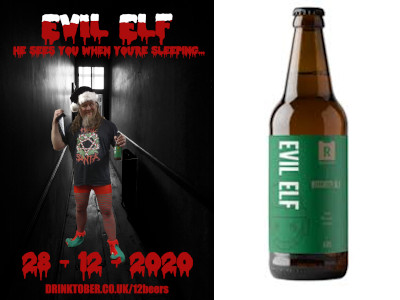 EVIL ELF
HE SEES YOU WHEN YOU'RE SLEEPING...
28 - 12 - 2020
DRINKTOBER.CO.UK/12beers
EVIL ELF
R